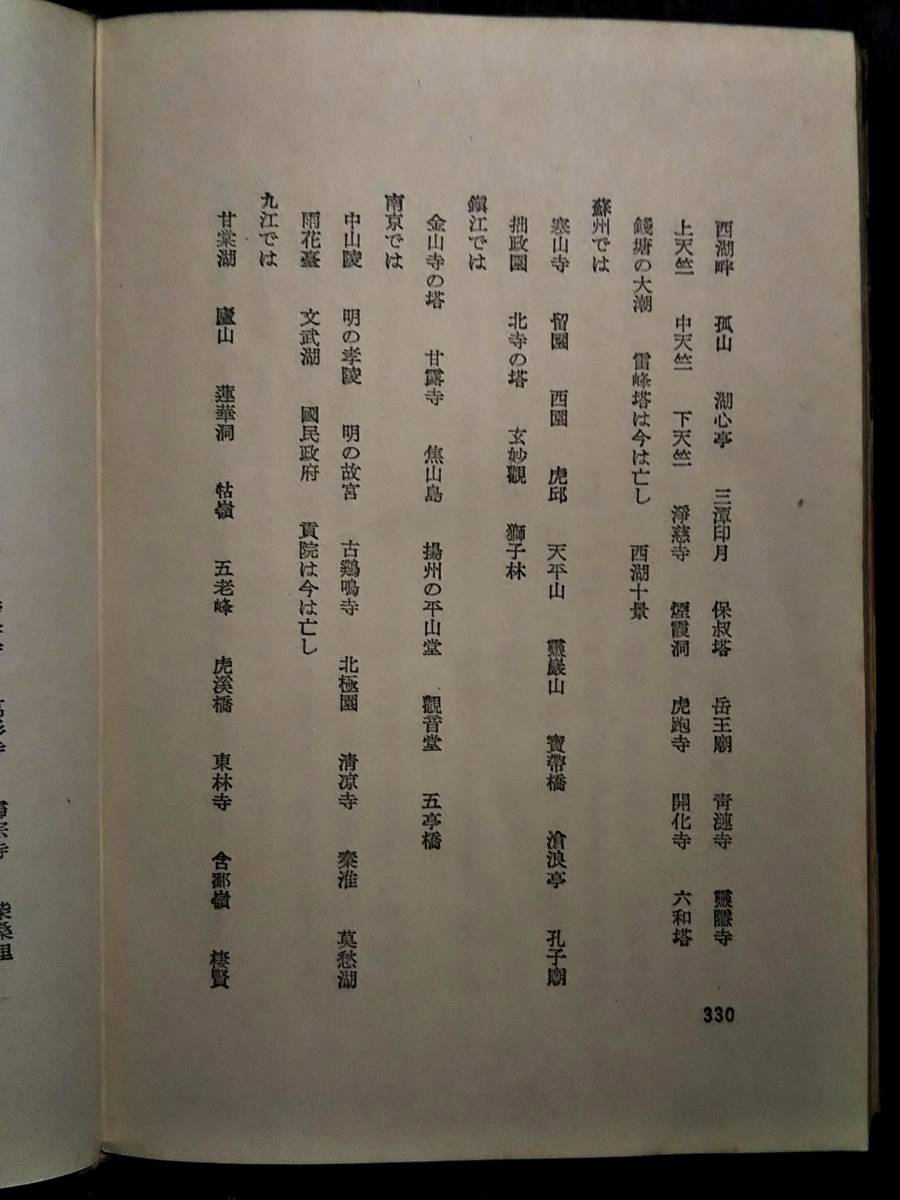 西湖畔　孤山　湖心亭　三潭印月　保叔塔　岳王廟　青漣寺　靈隱寺
上天竺　中天竺　下天竺　淨慈寺　煙霞洞　虎跑寺　開化寺　六和塔
錢塘の大潮　雷峰塔は今は亡し　西湖十景
蘇州では
寒山寺　留園　西園　虎邱　天平山　靈巖山　寶帶橋　滄浪亭　孔子廟
拙政園　北寺の塔　玄妙觀　獅子林
鎭江では
金山寺の塔　甘露寺　焦山島　揚州の平山堂　觀音堂　五亭橋
南京では
中山陵　明の孝陵　明の故宮　古鷄鳴寺　北極園　清凉寺　秦淮　莫愁湖
雨花臺　文武湖　國民政府　貢院は今は亡し
九江では
甘棠湖　廬山　蓮華洞　牯嶺　五老峰　虎溪橋　東林寺　含鄱嶺　棲賢
330
柴桑里